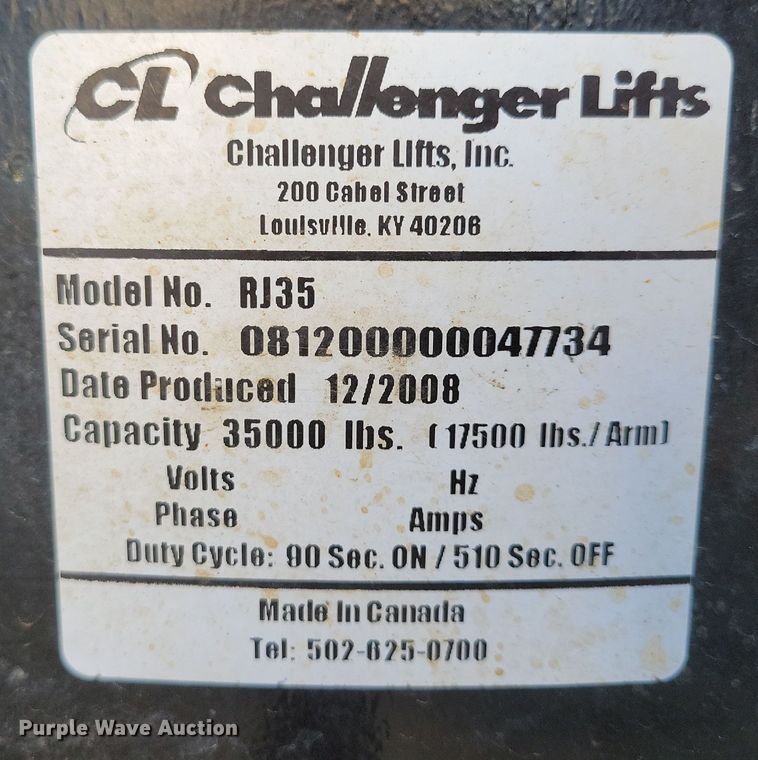 CL Challenger Lifts
Challenger Lifts, Inc.
200 Cabel Street
Louisville, KY 40206
Model No. RJ35
Serial No. 0812000000047734
Date Produced 12/2008
Capacity 35000 lbs. (17500 lbs./Arm)
Volts Hz
Phase Amps
Duty Cycle: 90 Sec. ON / 510 Sec. OFF
Made In Canada
Tel: 502-625-0700
Purple Wave Auction